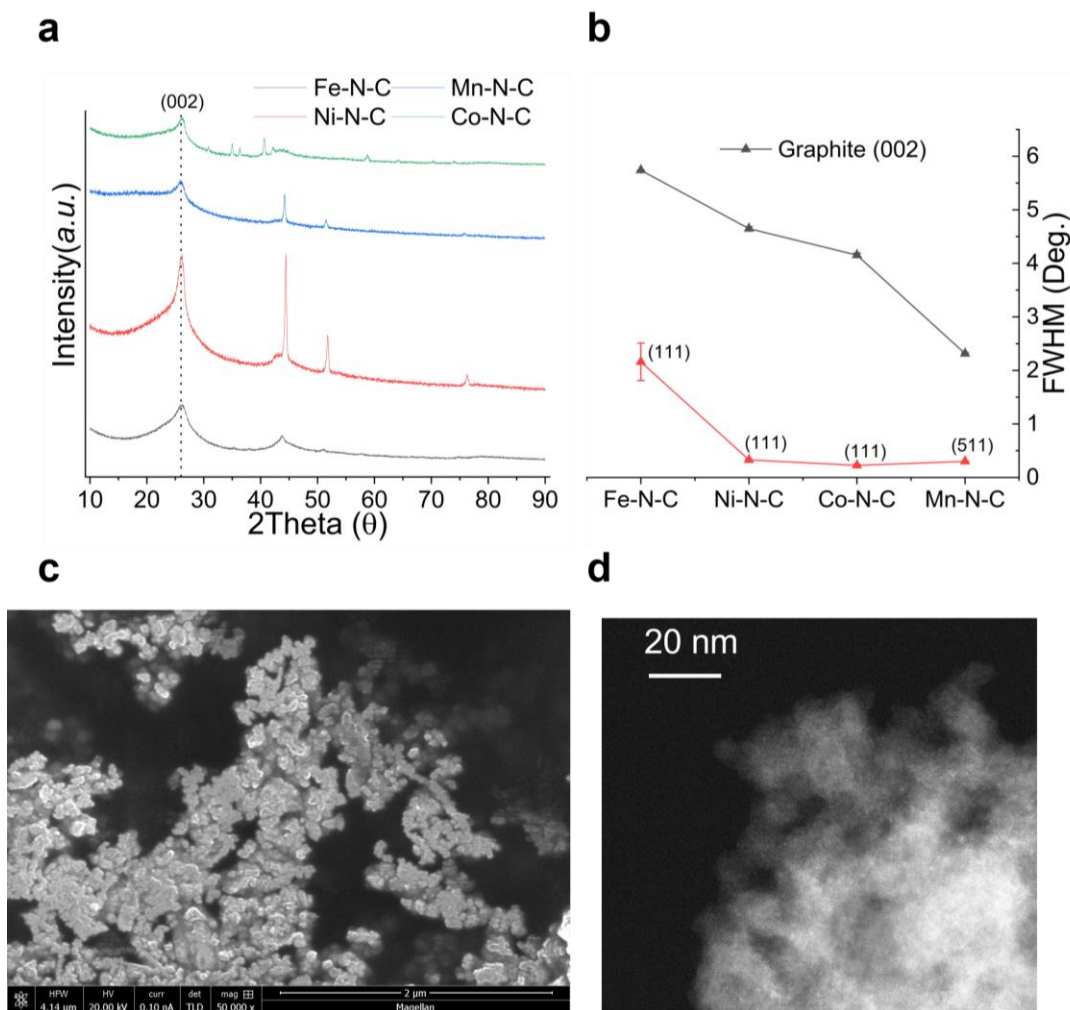 a
Fe-N-C
Mn-N-C
Ni-N-C
Co-N-C
(002)
Intensity(a.u.)
10 20 30 40 50 60 70 80 90
2Theta (θ)
b
Graphite (002)
6
5
4
3
2
1
0
FWHM (Deg.)
(111)
(111)
(111)
(511)
Fe-N-C Ni-N-C Co-N-C Mn-N-C
c
HFW HV curr det mag
4.14 µm 20.00 kV 0.10 nA TLD 50 000 x
2 µm
Magellan
d
20 nm